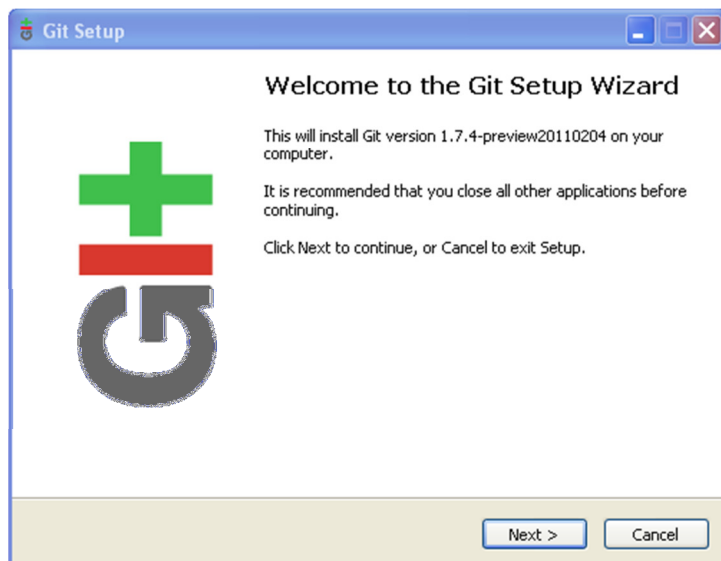 Git Setup
Welcome to the Git Setup Wizard
This will install Git version 1.7.4-preview20110204 on your
computer.
It is recommended that you close all other applications before
continuing.
Click Next to continue, or Cancel to exit Setup.
Git
Next >
Cancel